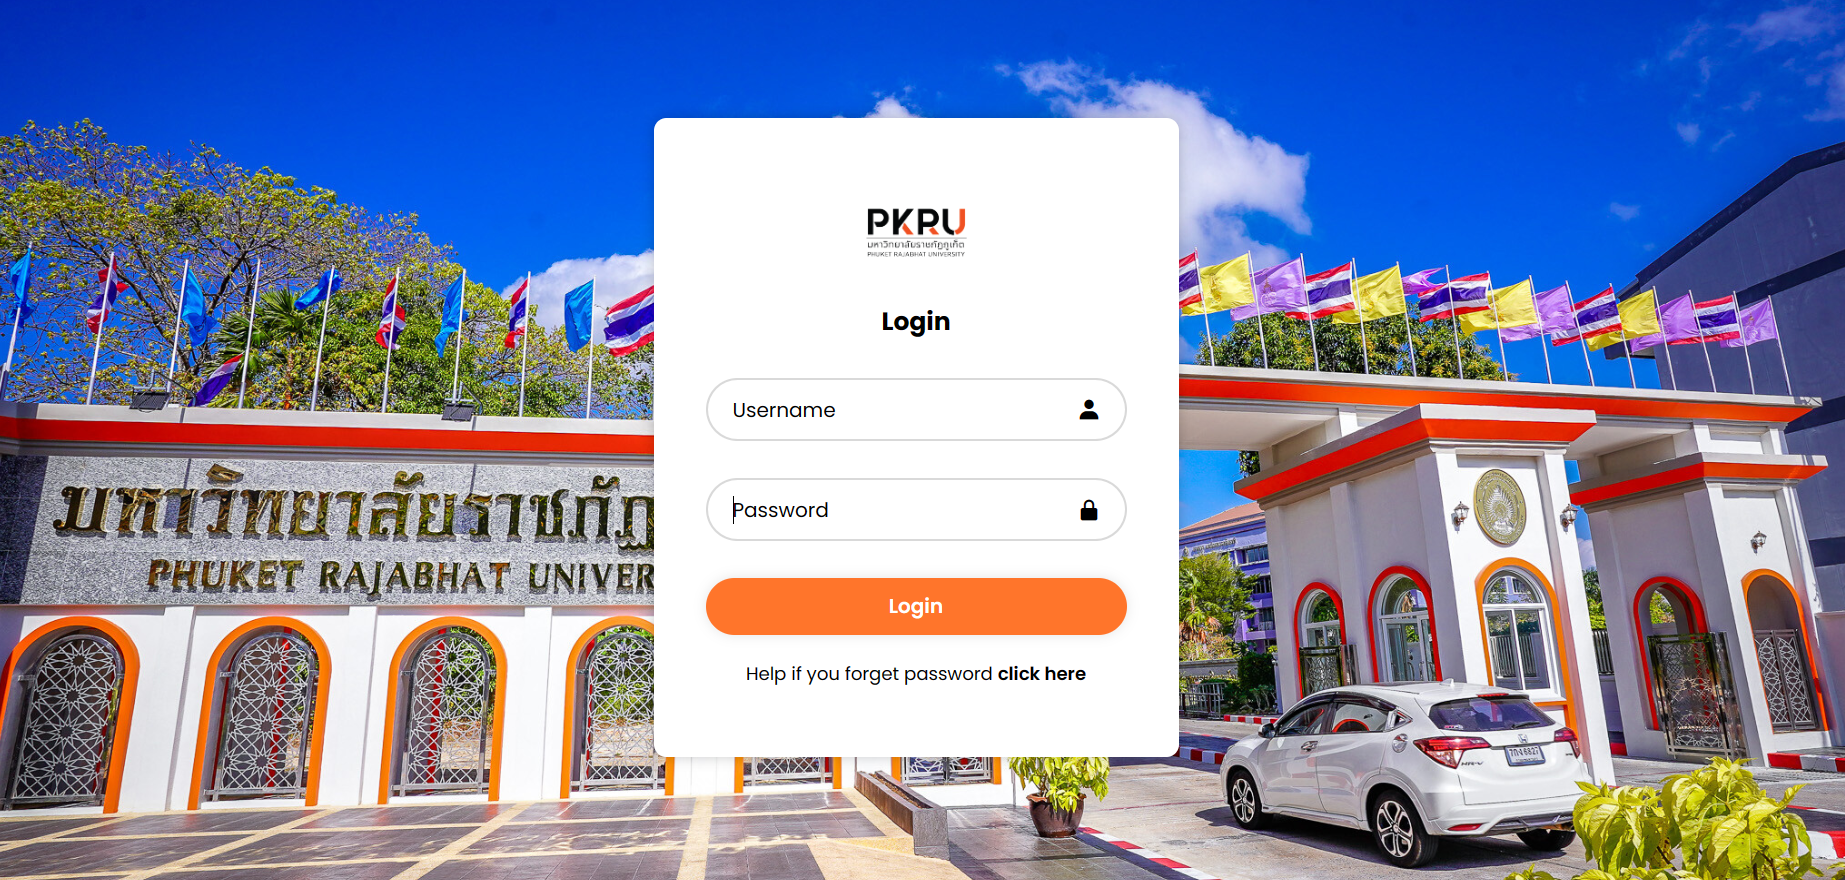 PKRU
มหาวิทยาลัยราชภัฏภูเก็ต
PHUKET RAJABHAT UNIVERSITY
Login
Username
Password
Login
Help if you forget password click here
มหาวิทยาลัยราชภัฏ
PHUKET RAJABHAT UNIVER
HR-V